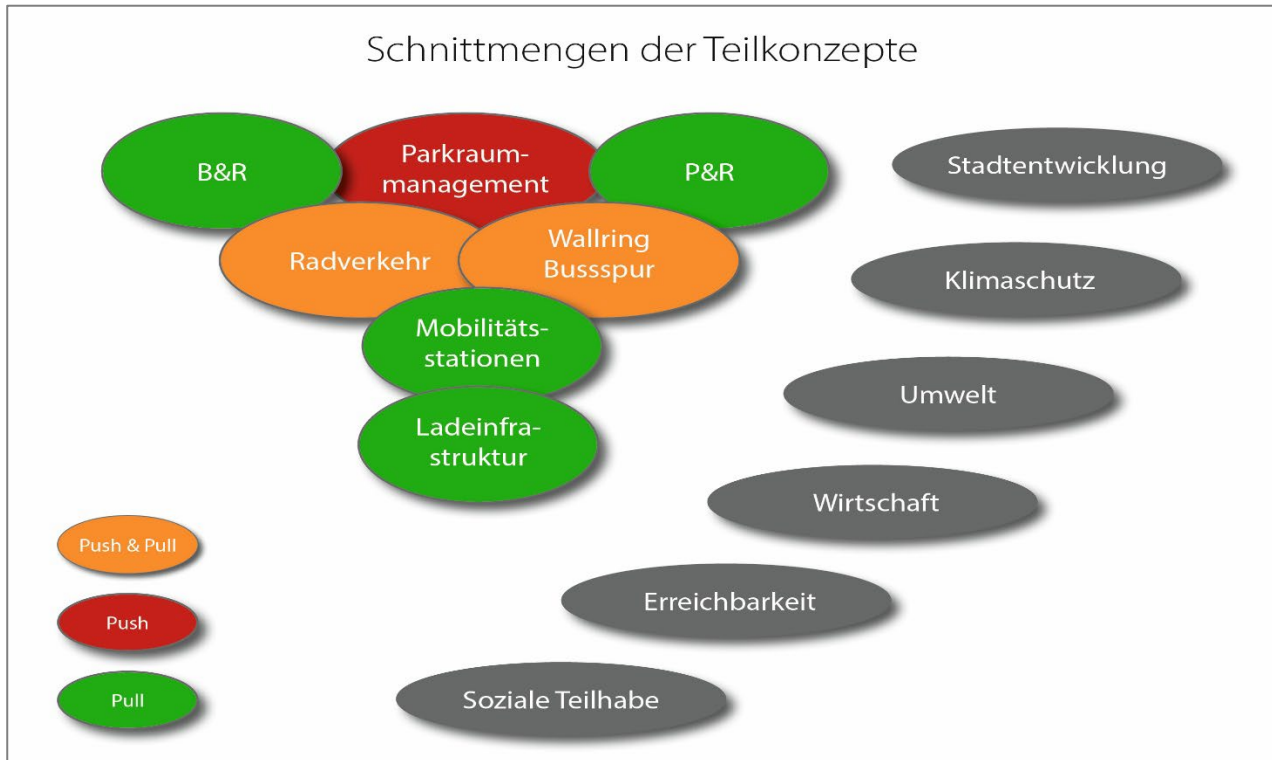 Schnittmengen der Teilkonzepte
B&R
Parkraum-
management
P&R
Radverkehr
Wallring
Bussspur
Mobilitäts-
stationen
Ladeinfra-
struktur
Stadtentwicklung
Klimaschutz
Umwelt
Wirtschaft
Erreichbarkeit
Soziale Teilhabe
Push & Pull
Push
Pull